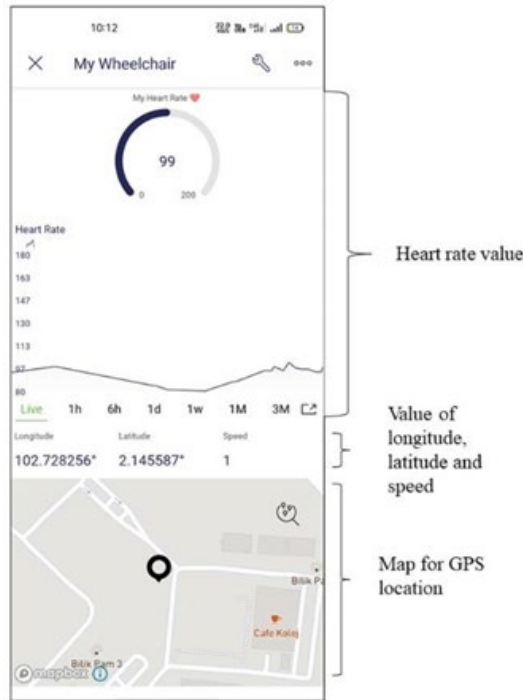 10:12
My Wheelchair
My Heart Rate ❤
99
0 200
Heart Rate
180
163
147
130
113
97
80
Live 1h 6h 1d 1w 1M 3M
Longitude Latitude Speed
102.728256° 2.145587° 1
Bilik Pa
Cafe Kolej
Bilik Pam 3
mapbox
Heart rate value
Value of
longitude,
latitude and
speed
Map for GPS
location